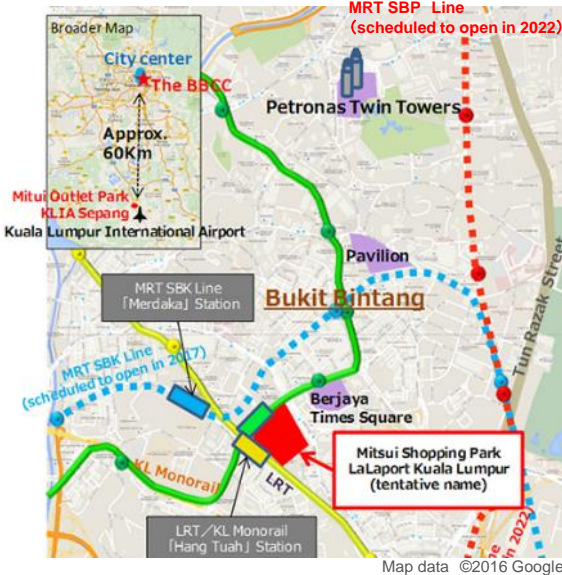 MRT SBP Line
(scheduled to open in 2022)
Broader Map
City center
The BBCC
Approx.
60Km
Mitui Outlet Park
KLIA Sepang
Kuala Lumpur International Airport
Petronas Twin Towers
Pavilion
Tun Razak Street
MRT SBK Line
「Merdaka」 Station
Bukit Bintang
MRT SBK Line
(scheduled to open in 2017)
Berjaya
Times Square
Mitsui Shopping Park
LaLaport Kuala Lumpur
(tentative name)
KL Monorail
LRT
LRT／KL Monorail
「Hang Tuah」 Station
in 2022)
Map data ©2016 Google